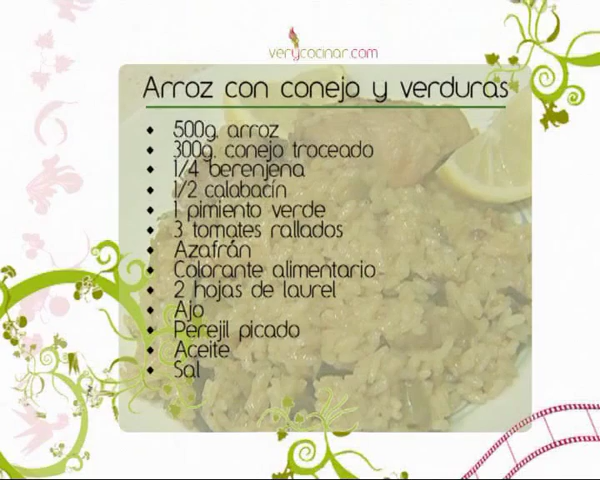 verycocinar.com
Arroz con conejo y verduras
500g. arroz
300g. conejo troceado
1/4 berenjena
1/2 calabacín
1 pimiento verde
3 tomates rallados
Azafrán
Colorante alimentario
2 hojas de laurel
Ajo
Perejil picado
Aceite
Sal